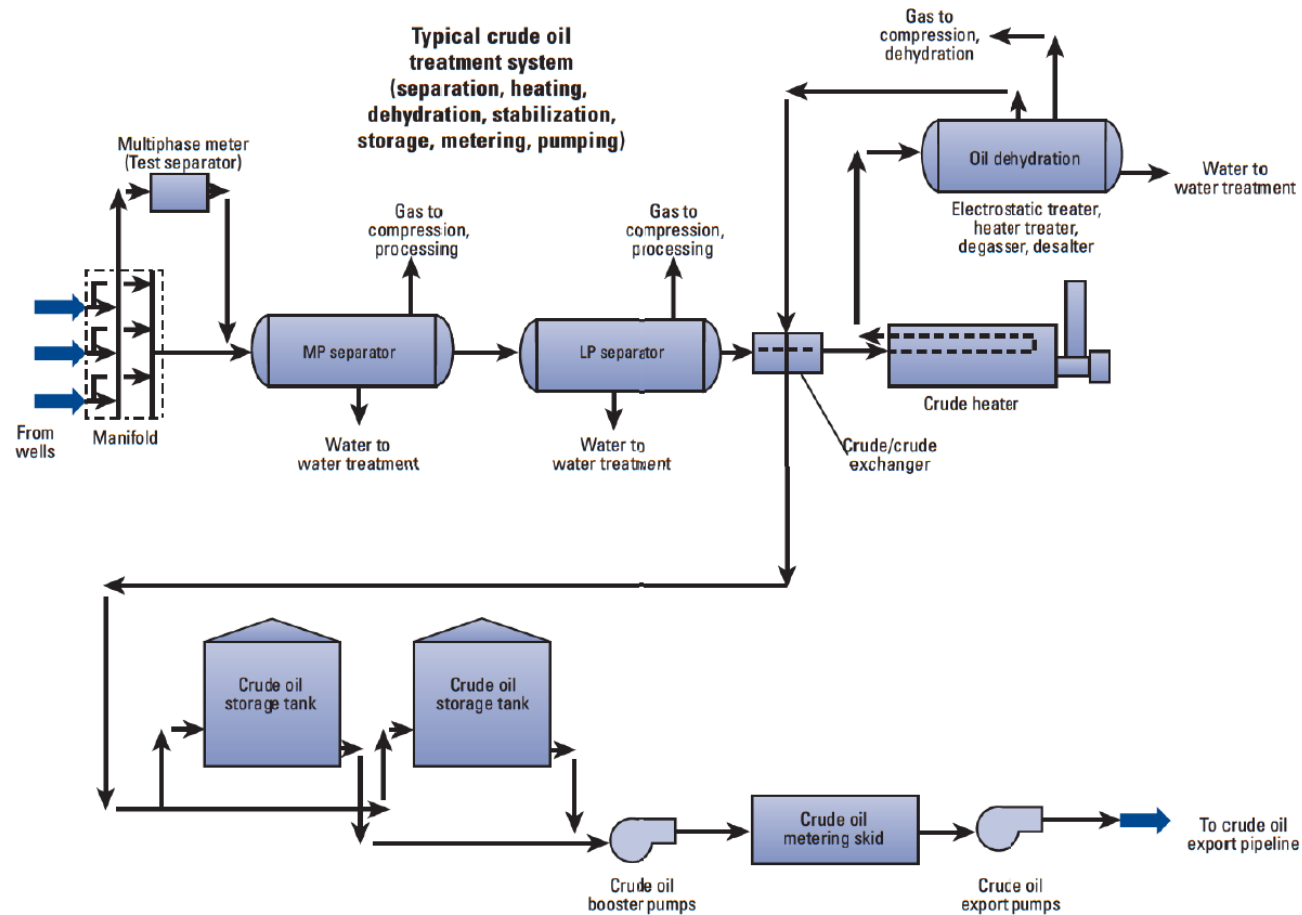 Typical crude oil
treatment system
(separation, heating,
dehydration, stabilization,
storage, metering, pumping)
Gas to
compression,
dehydration
Multiphase meter
(Test separator)
Oil dehydration
Water to
water treatment
Electrostatic treater,
heater treater,
degasser, desalter
Gas to
compression,
processing
Gas to
compression,
processing
MP separator
LP separator
Crude heater
From
wells
Manifold
Water to
water treatment
Water to
water treatment
Crude/crude
exchanger
Crude oil
storage tank
Crude oil
storage tank
Crude oil
metering skid
To crude oil
export pipeline
Crude oil
booster pumps
Crude oil
export pumps